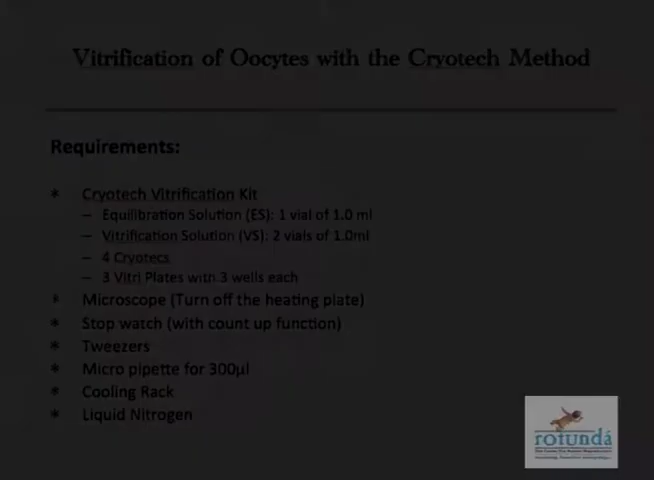 Vitrification of Oocytes with the Cryotech Method
Requirements:
* Cryotech Vitrification Kit
– Equilibration Solution (ES): 1 vial of 1.0 ml
– Vitrification Solution (VS): 2 vials of 1.0ml
– 4 Cryotecs
– 3 Vitri Plates with 3 wells each
* Microscope (Turn off the heating plate)
* Stop watch (with count up function)
* Tweezers
* Micro pipette for 300µl
* Cooling Rack
* Liquid Nitrogen
rotundá